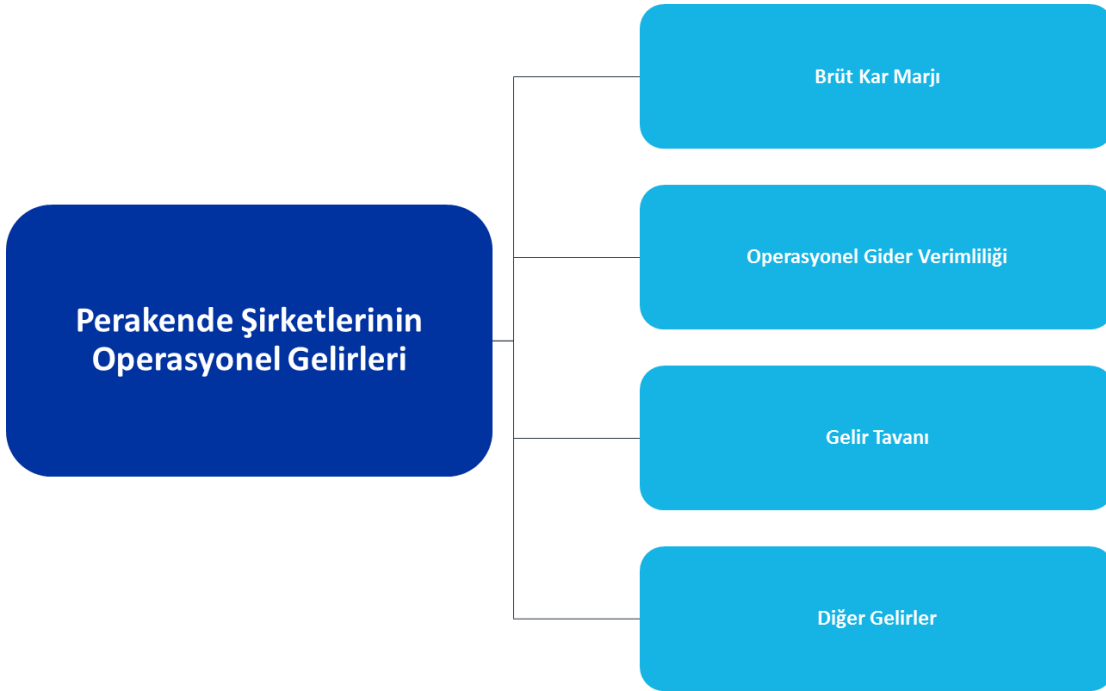 Perakende Şirketlerinin
Operasyonel Gelirleri
Brüt Kar Marjı
Operasyonel Gider Verimliliği
Gelir Tavanı
Diğer Gelirler